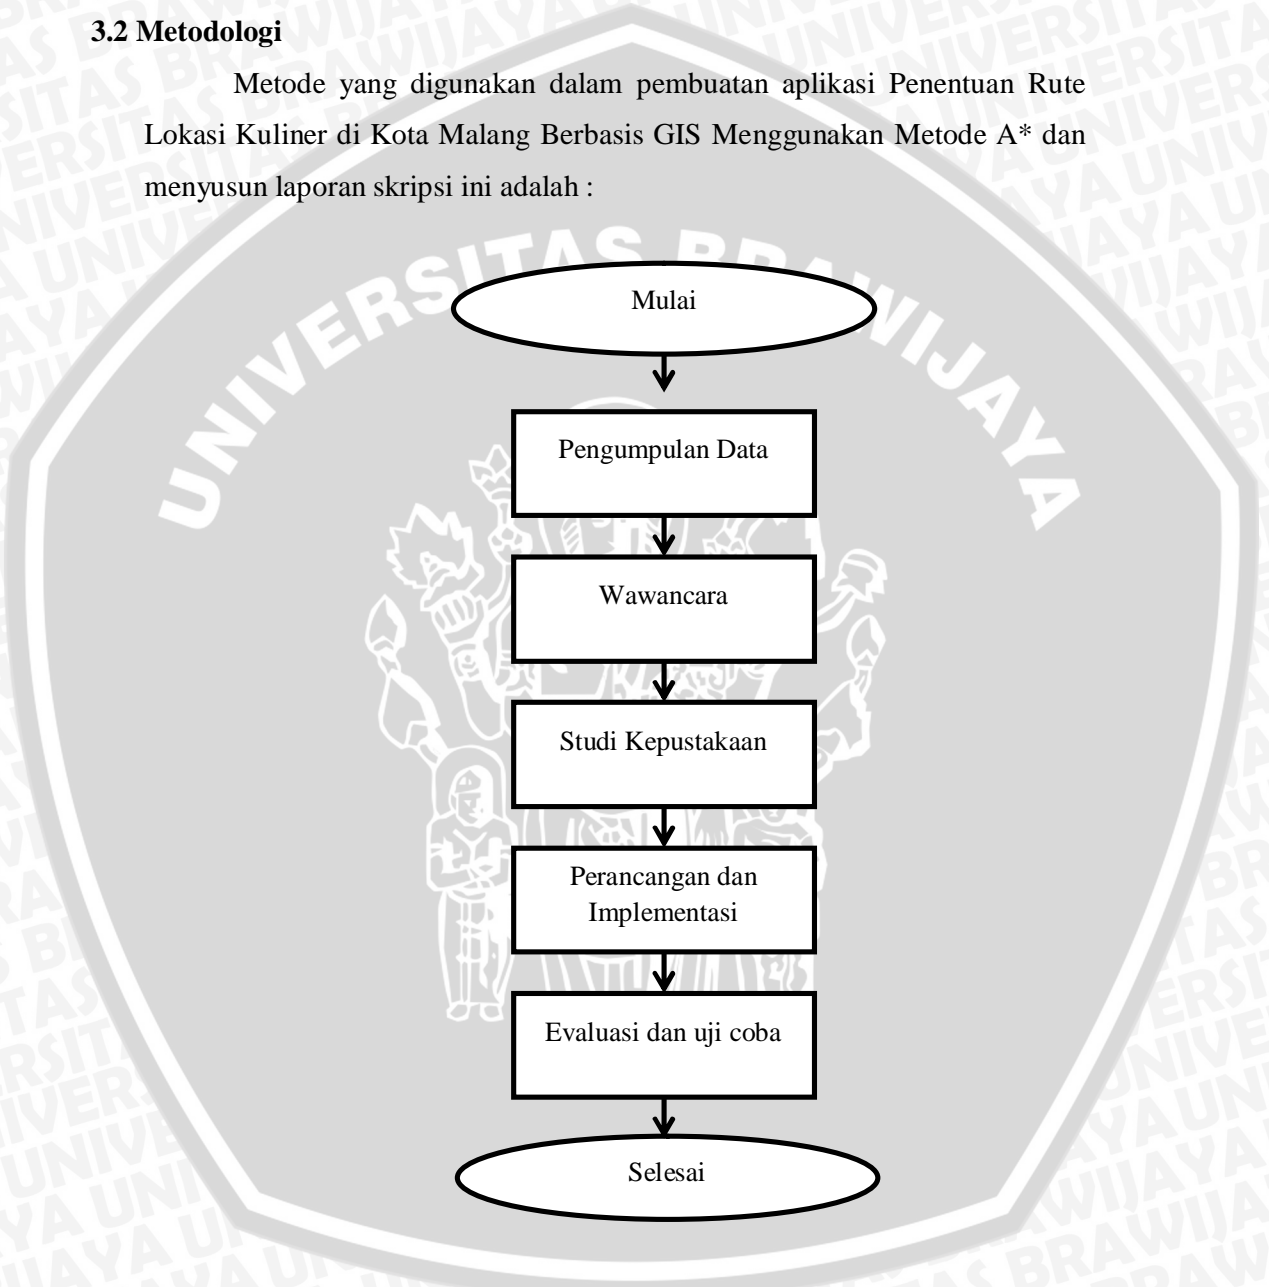 3.2 Metodologi
Metode yang digunakan dalam pembuatan aplikasi Penentuan Rute
Lokasi Kuliner di Kota Malang Berbasis GIS Menggunakan Metode A* dan
menyusun laporan skripsi ini adalah :
UNIVERSITAS BRAWIJAYA
Mulai
Pengumpulan Data
Wawancara
Studi Kepustakaan
Perancangan dan
Implementasi
Evaluasi dan uji coba
Selesai